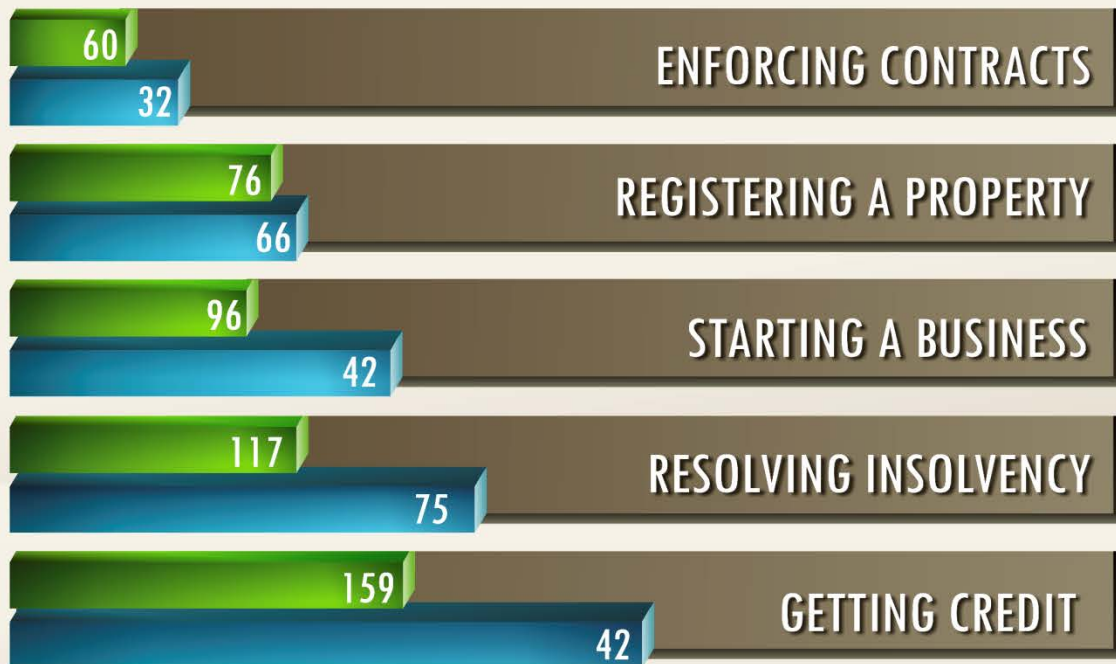 60
32
ENFORCING CONTRACTS
76
66
REGISTERING A PROPERTY
96
42
STARTING A BUSINESS
117
75
RESOLVING INSOLVENCY
159
42
GETTING CREDIT